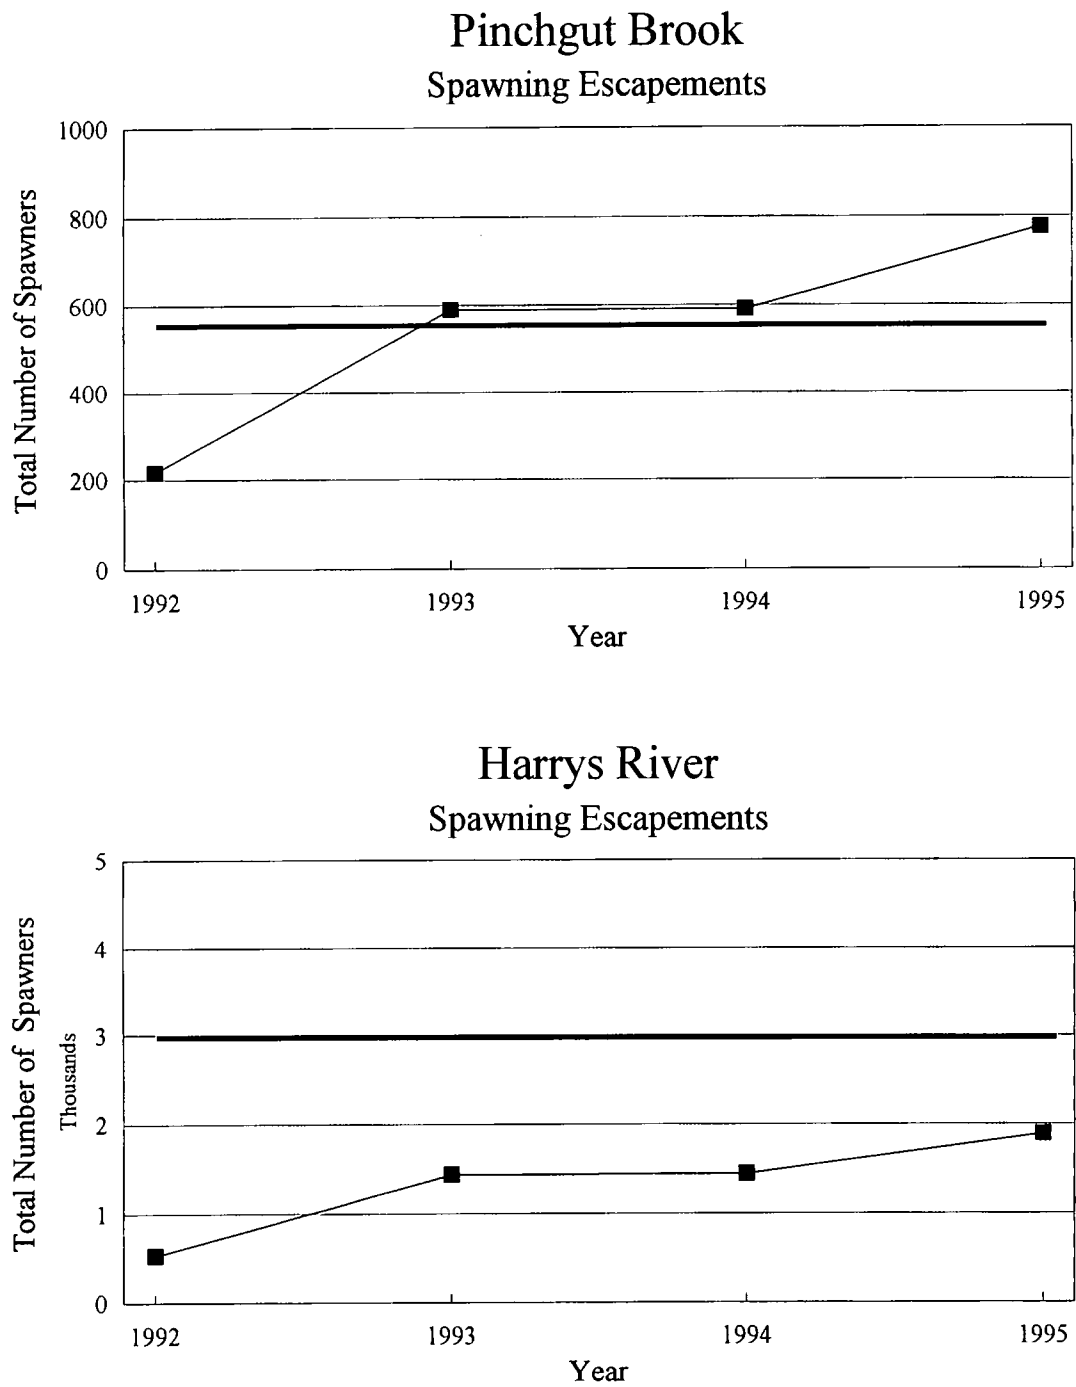 Pinchgut Brook
Spawning Escapements
1000
800
600
400
200
0
Total Number of Spawners
1992 1993 1994 1995
Year
Harrys River
Spawning Escapements
5
4
3
2
1
0
Total Number of Spawners
Thousands
1992 1993 1994 1995
Year